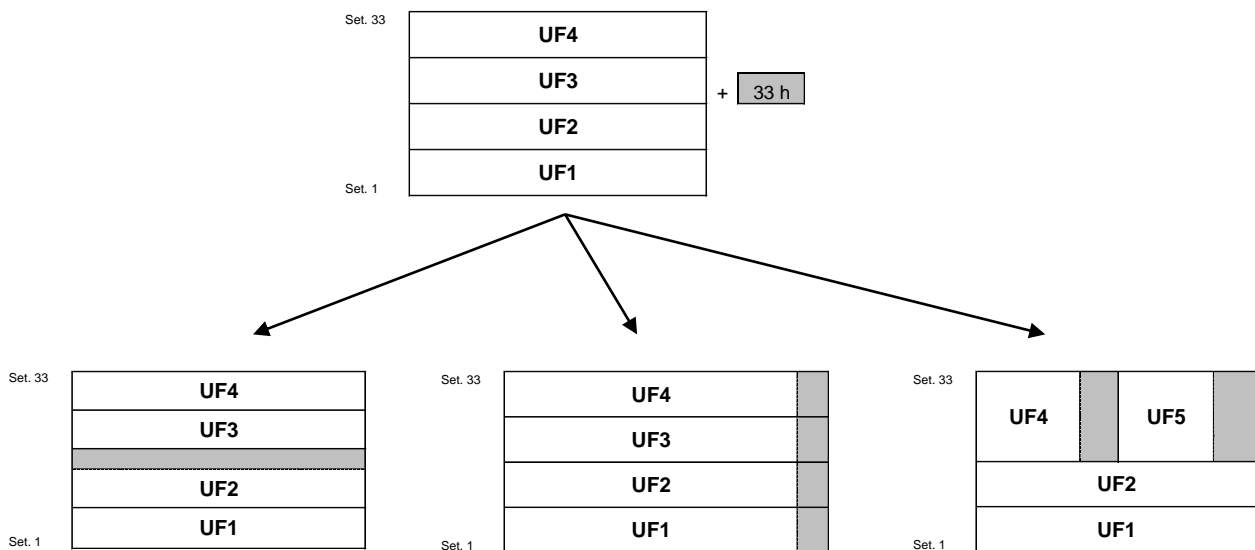 Set. 33
UF4
UF3
+ 33 h
UF2
UF1
Set. 1
Set. 33
UF4
UF3
UF2
UF1
Set. 1
Set. 33
UF4
UF3
UF2
UF1
Set. 1
Set. 33
UF4 UF5
UF2
UF1
Set. 1